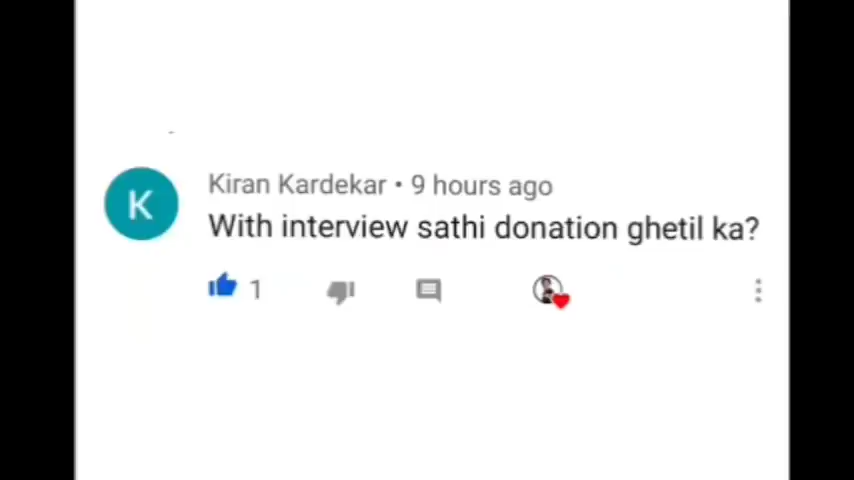 K
Kiran Kardekar • 9 hours ago
With interview sathi donation ghetil ka?
1